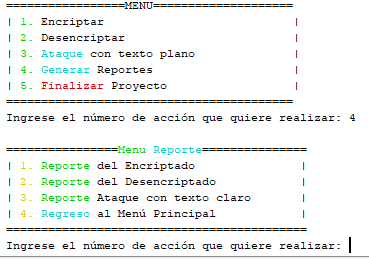 =================MENU====================
| 1. Encriptar                           |
| 2. Desencriptar                        |
| 3. Ataque con texto plano              |
| 4. Generar Reportes                    |
| 5. Finalizar Proyecto                  |
=========================================
Ingrese el número de acción que quiere realizar: 4
================Menu Reporte===============
| 1. Reporte del Encriptado               |
| 2. Reporte del Desencriptado            |
| 3. Reporte Ataque con texto claro       |
| 4. Regreso al Menú Principal            |
===========================================
Ingrese el número de acción que quiere realizar: